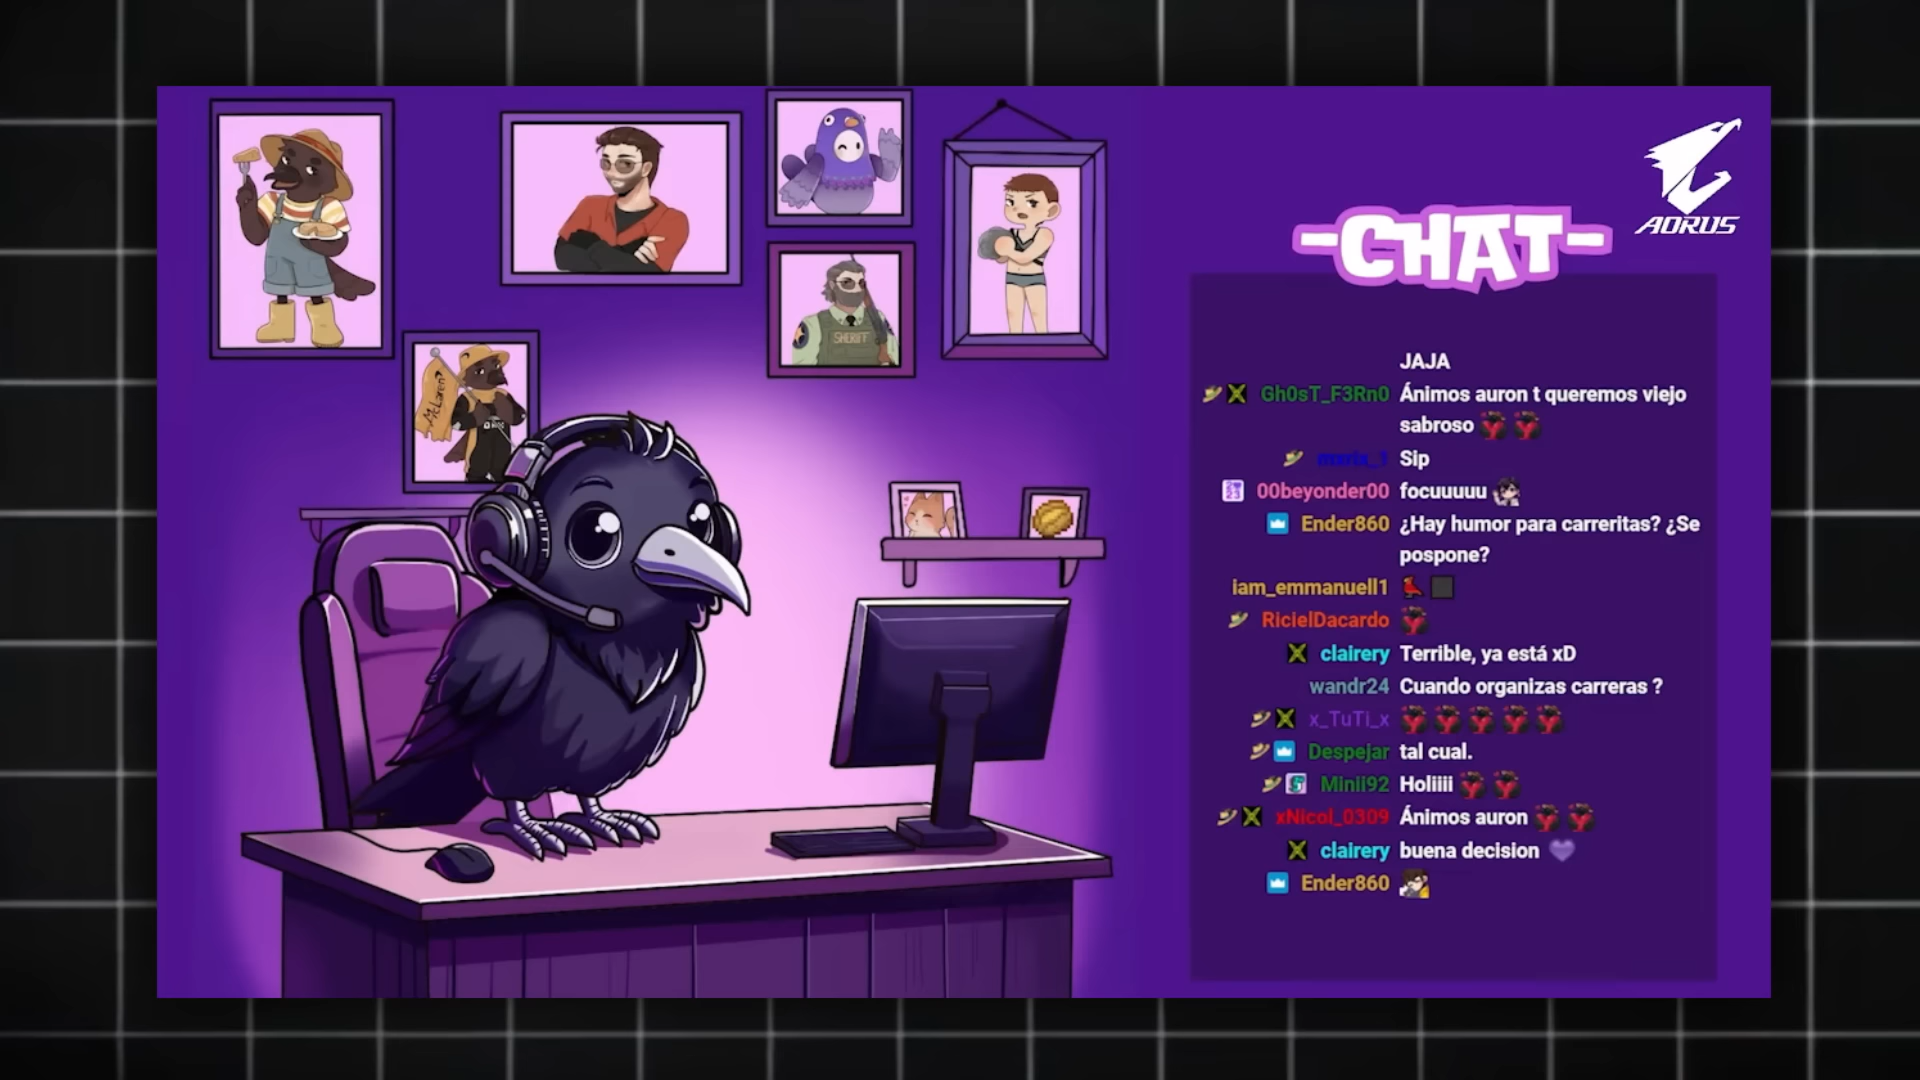 AORUS
-CHAT-
SHERIFF
McLaren
JAJA
Gh0sT_F3Rn0 Ánimos auron t queremos viejo
sabroso
Sip
00beyonder00 focuuuuu
Ender860 ¿Hay humor para carreritas? ¿Se
pospone?
iam_emmanuell1
RicielDacardo
clairery Terrible, ya está xD
wandr24 Cuando organizas carreras ?
x_TuTi_x
Despejar tal cual.
Minii92 Holiiii
xNicol_0309 Ánimos auron
clairery buena decision
Ender860